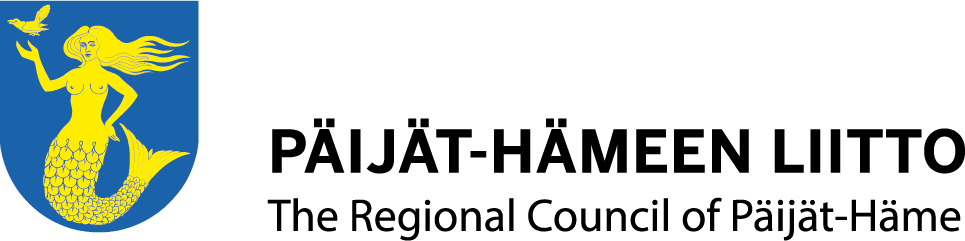 PÄIJÄT-HÄMEEN LIITTO
The Regional Council of Päijät-Häme